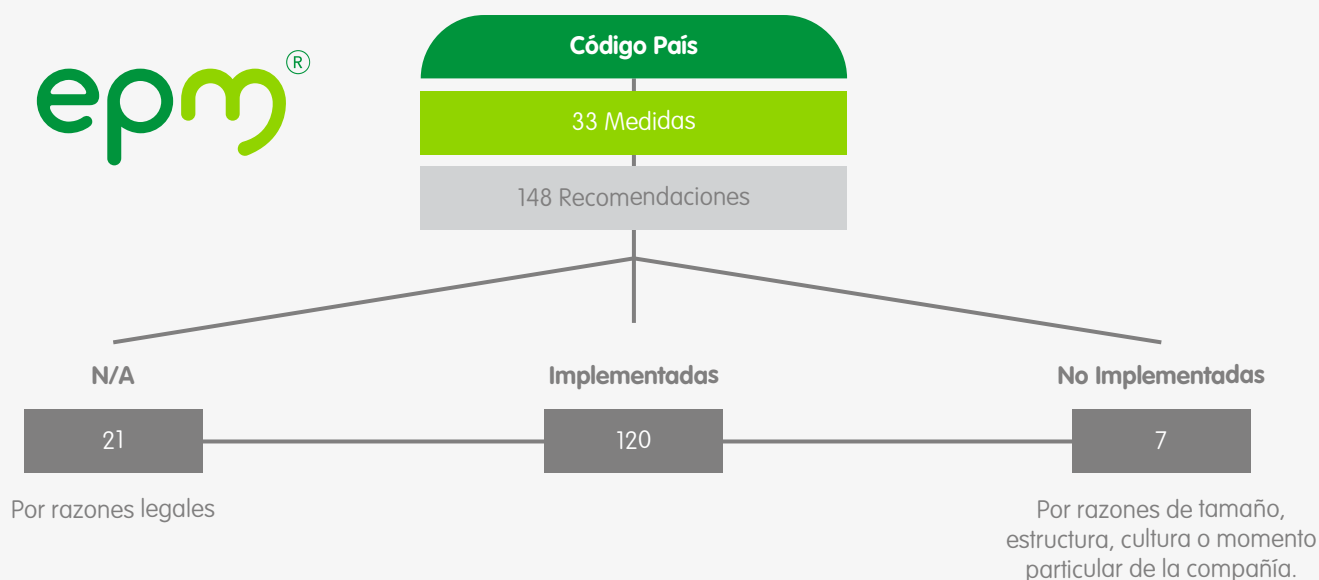 epm®
Código País
33 Medidas
148 Recomendaciones
N/A
Implementadas
No Implementadas
21
120
7
Por razones legales
Por razones de tamaño,
estructura, cultura o momento
particular de la compañía.